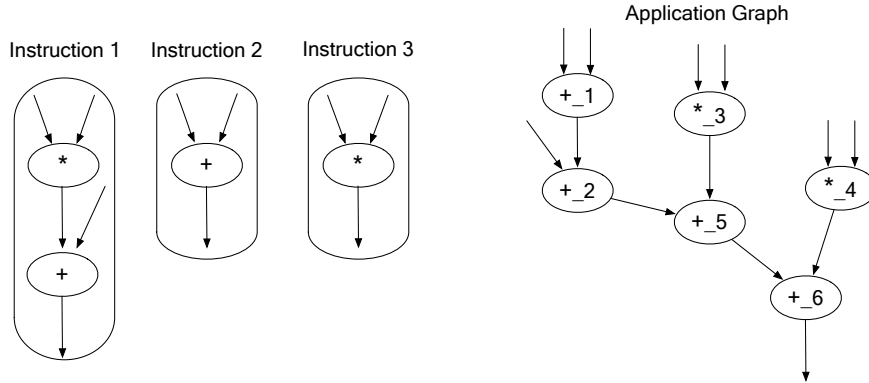 Application Graph
Instruction 1 Instruction 2 Instruction 3
+_1
*_3
* + *
+_2
*_4
+_5
+
+_6